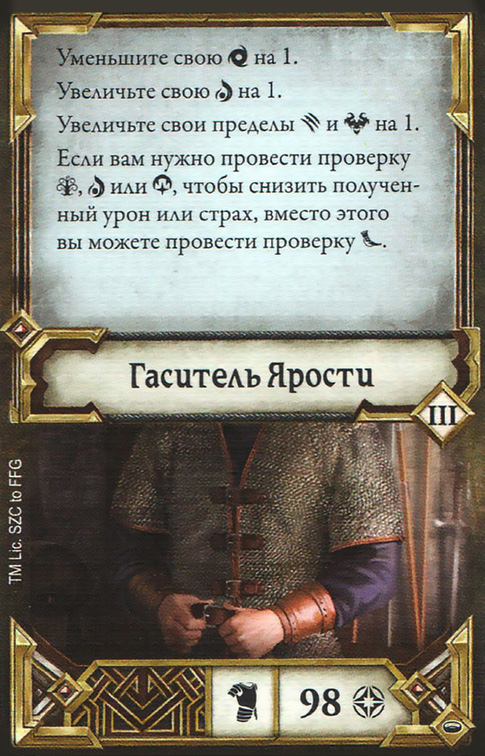 Уменьшите свою на 1.
Увеличьте свою на 1.
Увеличьте свои пределы и на 1.
Если вам нужно провести проверку
, или , чтобы снизить получен-
ный урон или страх, вместо этого
вы можете провести проверку .
Гаситель Ярости
III
TM Lic. SZC to FFG
98